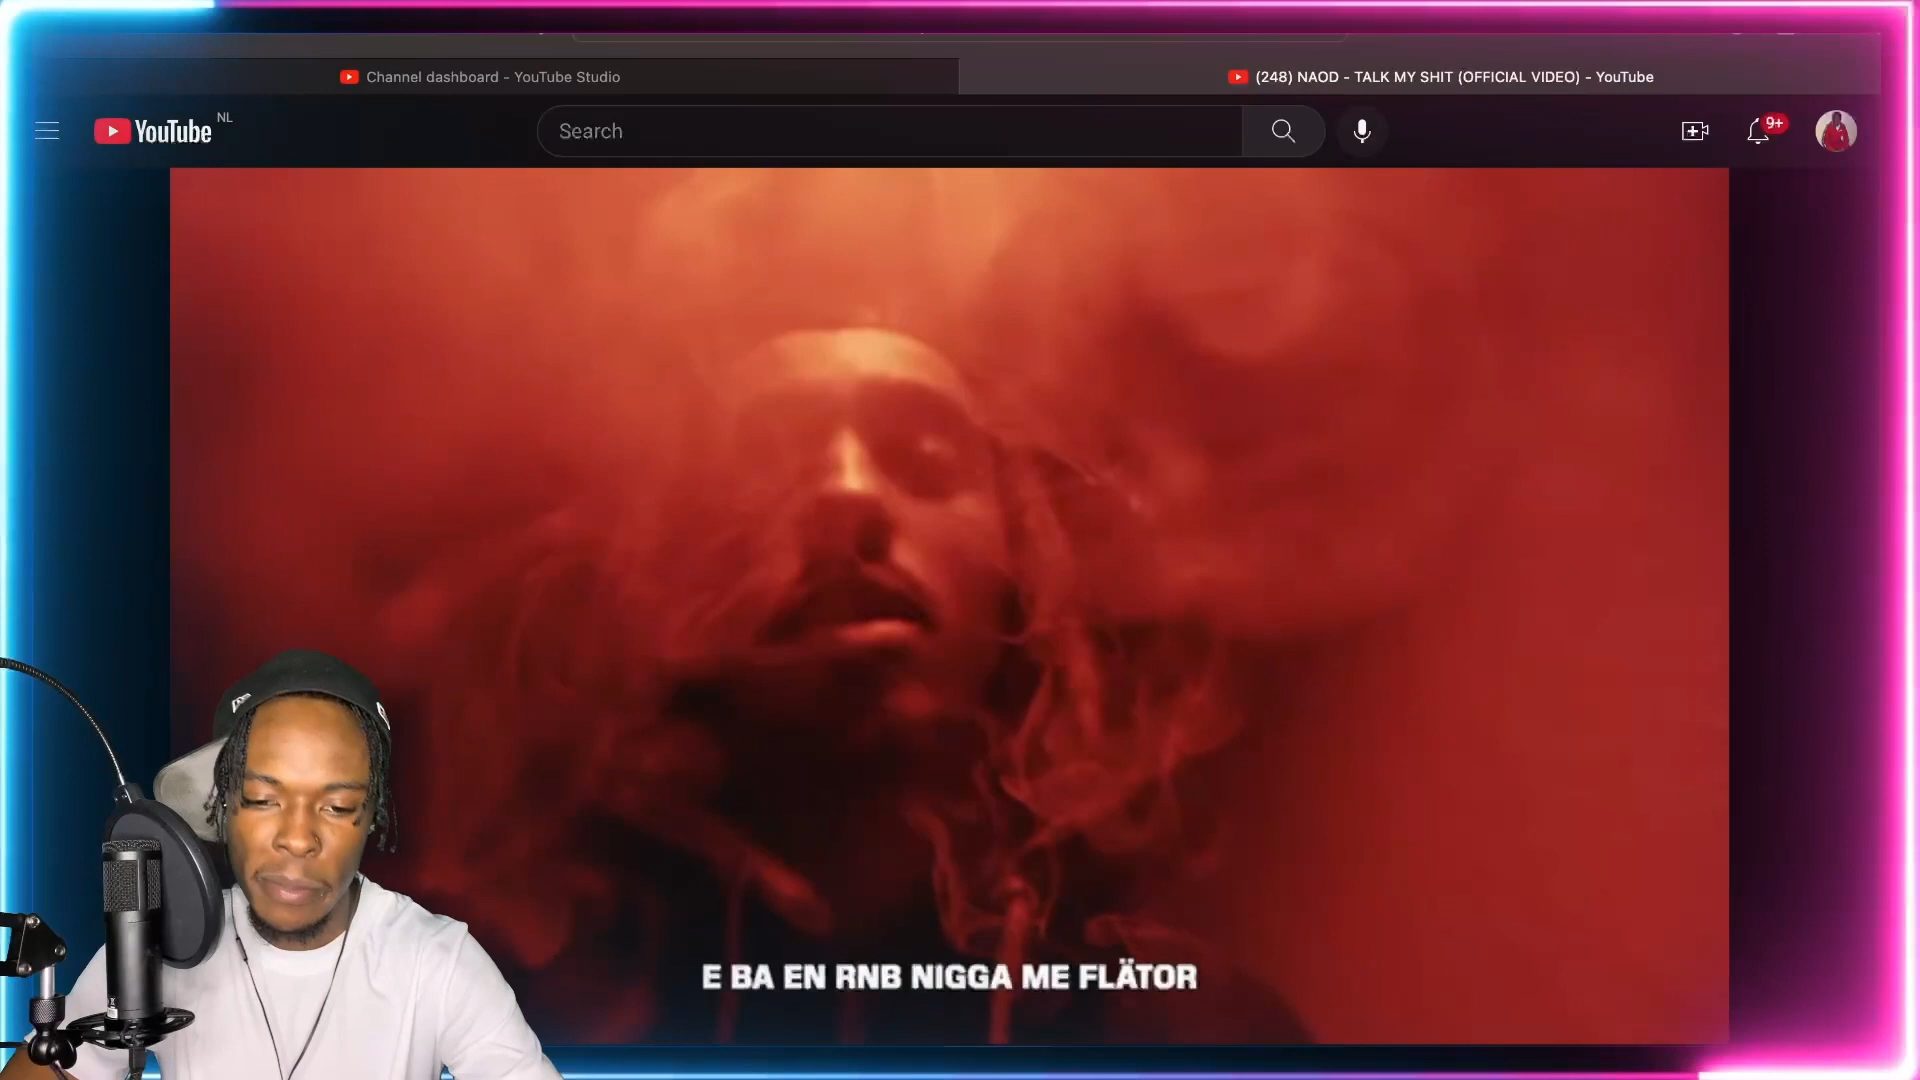 Channel dashboard - YouTube Studio
(248) NAOD - TALK MY SHIT (OFFICIAL VIDEO) - YouTube
YouTube NL
Search
9+
E BA EN RNB NIGGA ME FLÄTOR